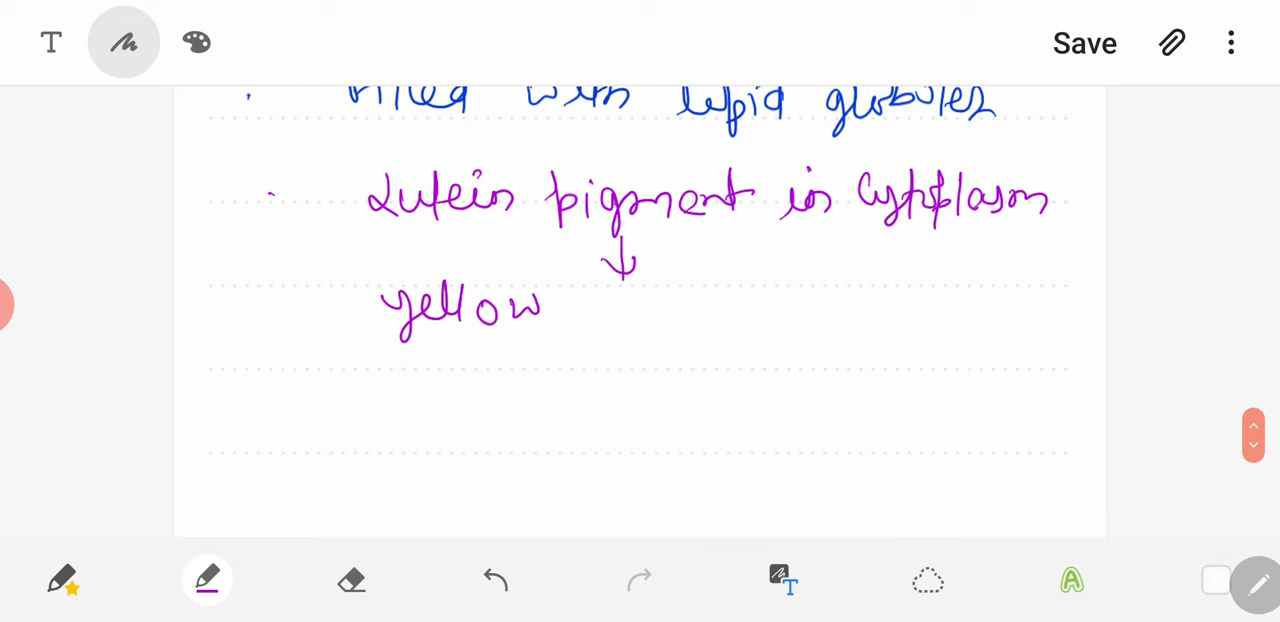 Save
filled with lipid globules
Lutein pigment in cytoplasm
↓
yellow